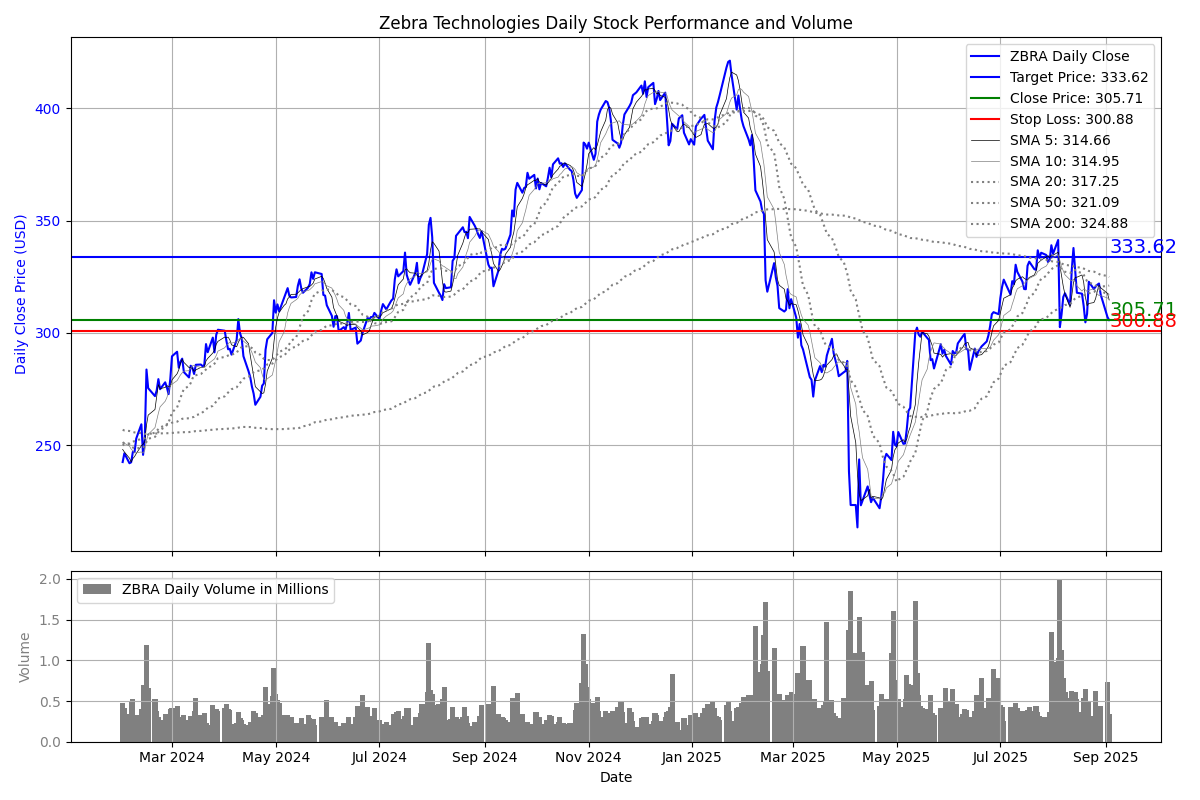 Zebra Technologies Daily Stock Performance and Volume
Daily Close Price (USD)
400
350
300
250
ZBRA Daily Close
Target Price: 333.62
Close Price: 305.71
Stop Loss: 300.88
SMA 5: 314.66
SMA 10: 314.95
SMA 20: 317.25
SMA 50: 321.09
SMA 200: 324.88
333.62
305.71
300.88
Volume
2.0
1.5
1.0
0.5
0.0
ZBRA Daily Volume in Millions
Mar 2024 May 2024 Jul 2024 Sep 2024 Nov 2024 Jan 2025 Mar 2025 May 2025 Jul 2025 Sep 2025
Date